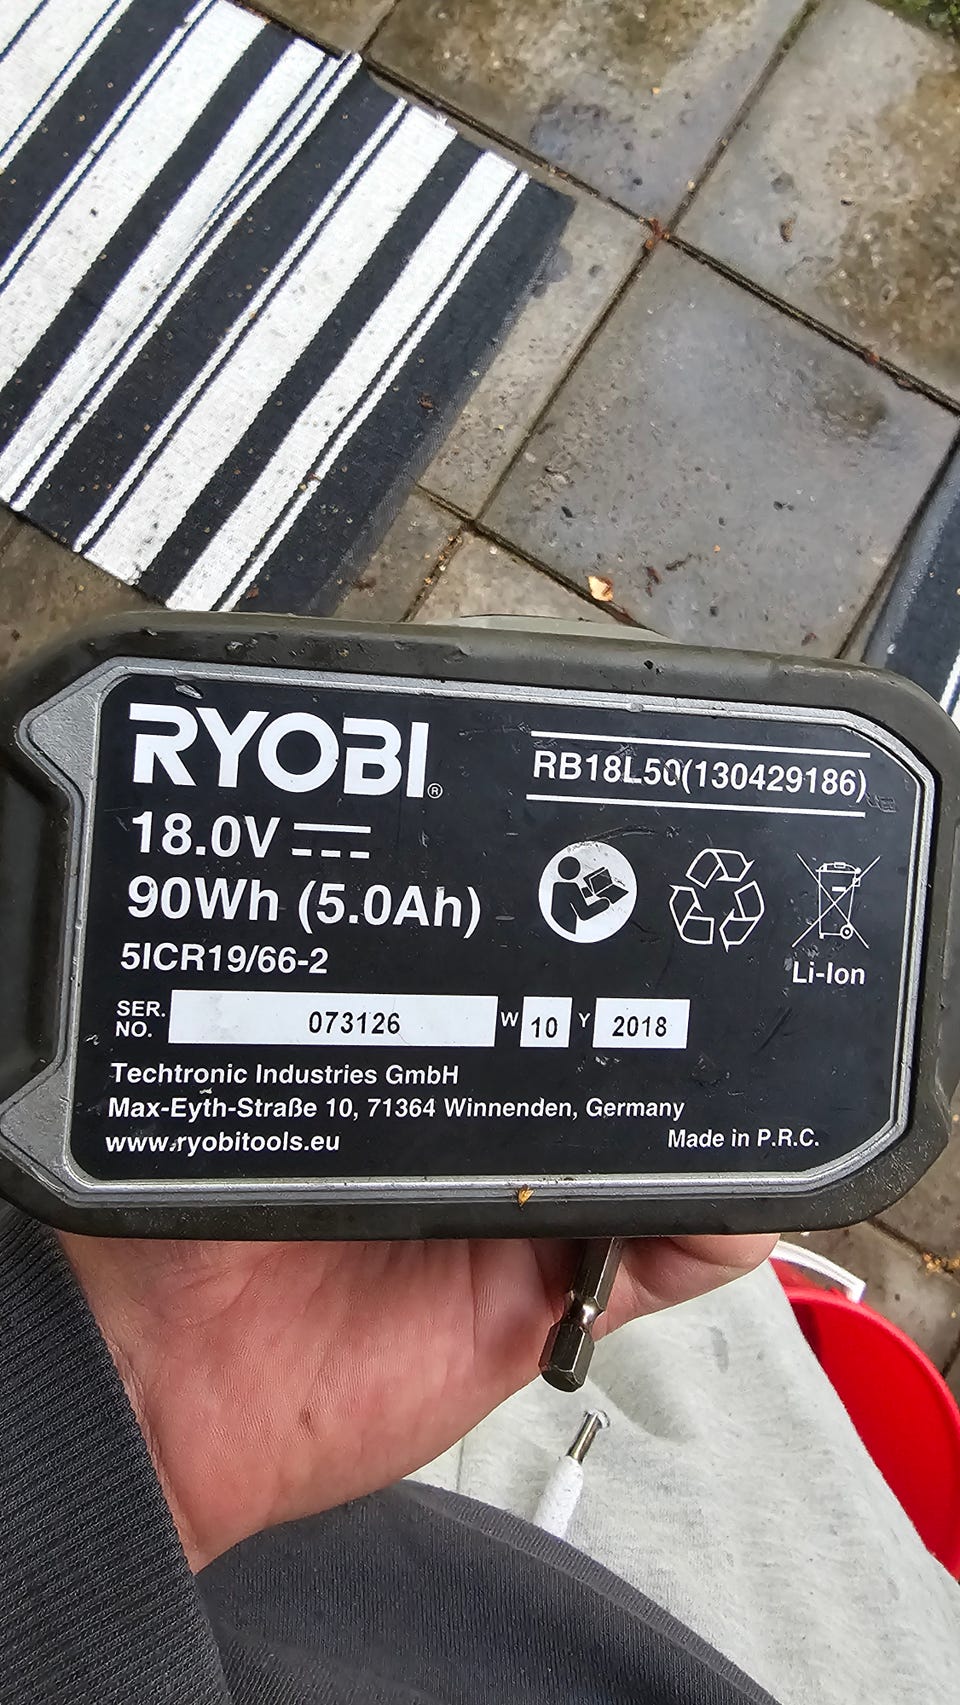 RYOBI®
RB18L50(130429186)
18.0V
90Wh (5.0Ah)
5ICR19/66-2
Li-Ion
SER. NO. 073126 W 10 Y 2018
Techtronic Industries GmbH
Max-Eyth-Straße 10, 71364 Winnenden, Germany
www.ryobitools.eu
Made in P.R.C.